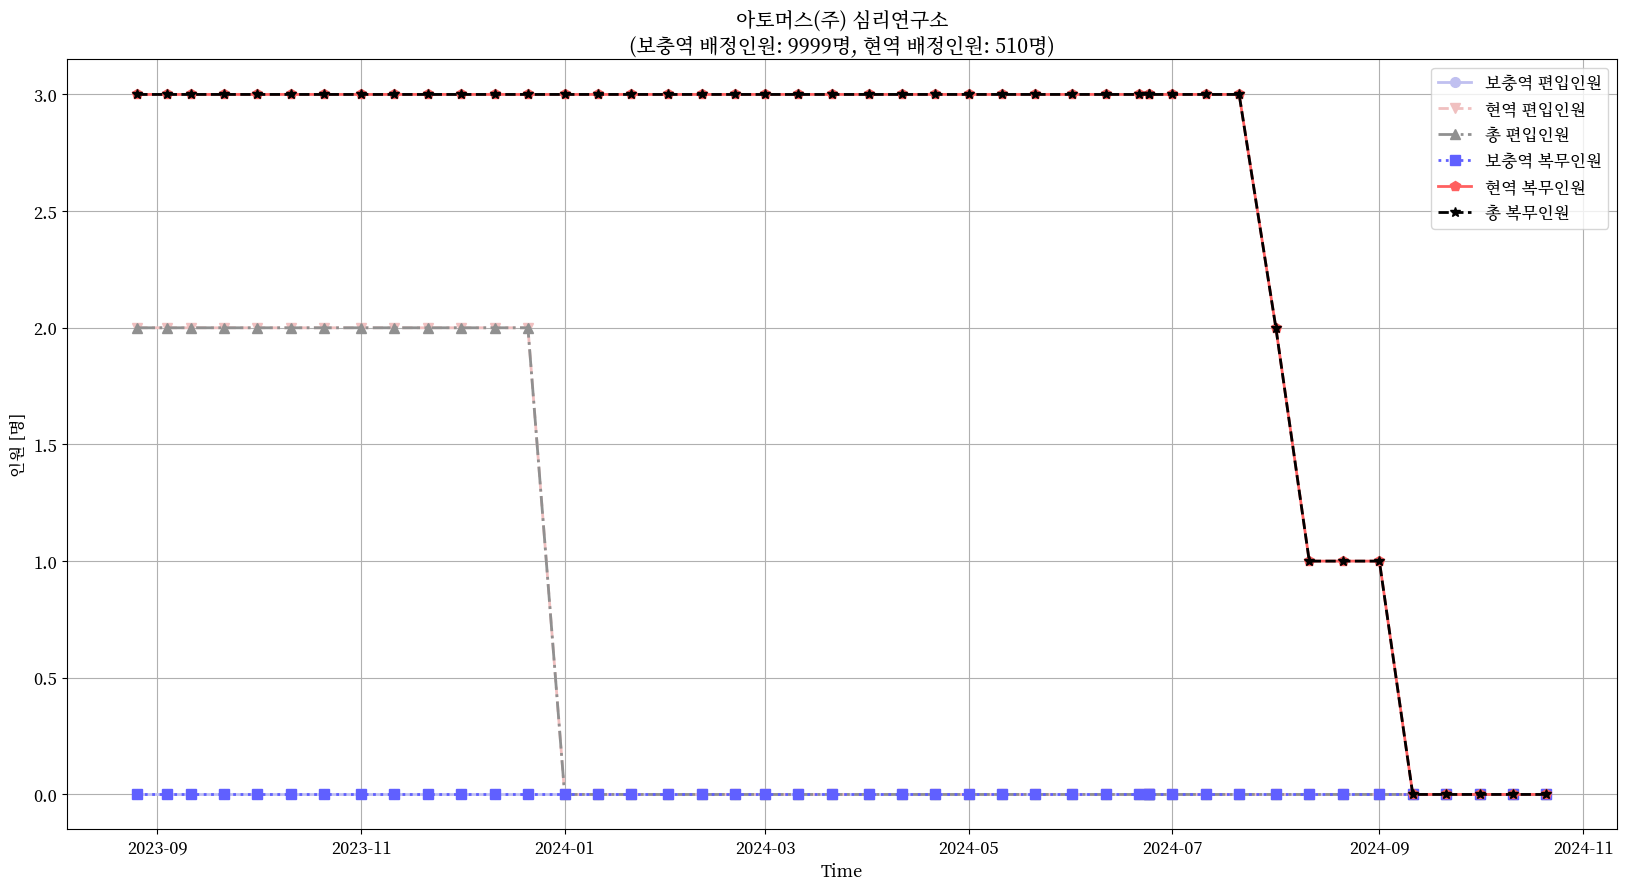 아토머스(주) 심리연구소
(보충역 배정인원: 9999명, 현역 배정인원: 510명)
보충역 편입인원
현역 편입인원
총 편입인원
보충역 복무인원
현역 복무인원
총 복무인원
인원 [명]
3.0
2.5
2.0
1.5
1.0
0.5
0.0
2023-09
2023-11
2024-01
2024-03
2024-05
2024-07
2024-09
2024-11
Time